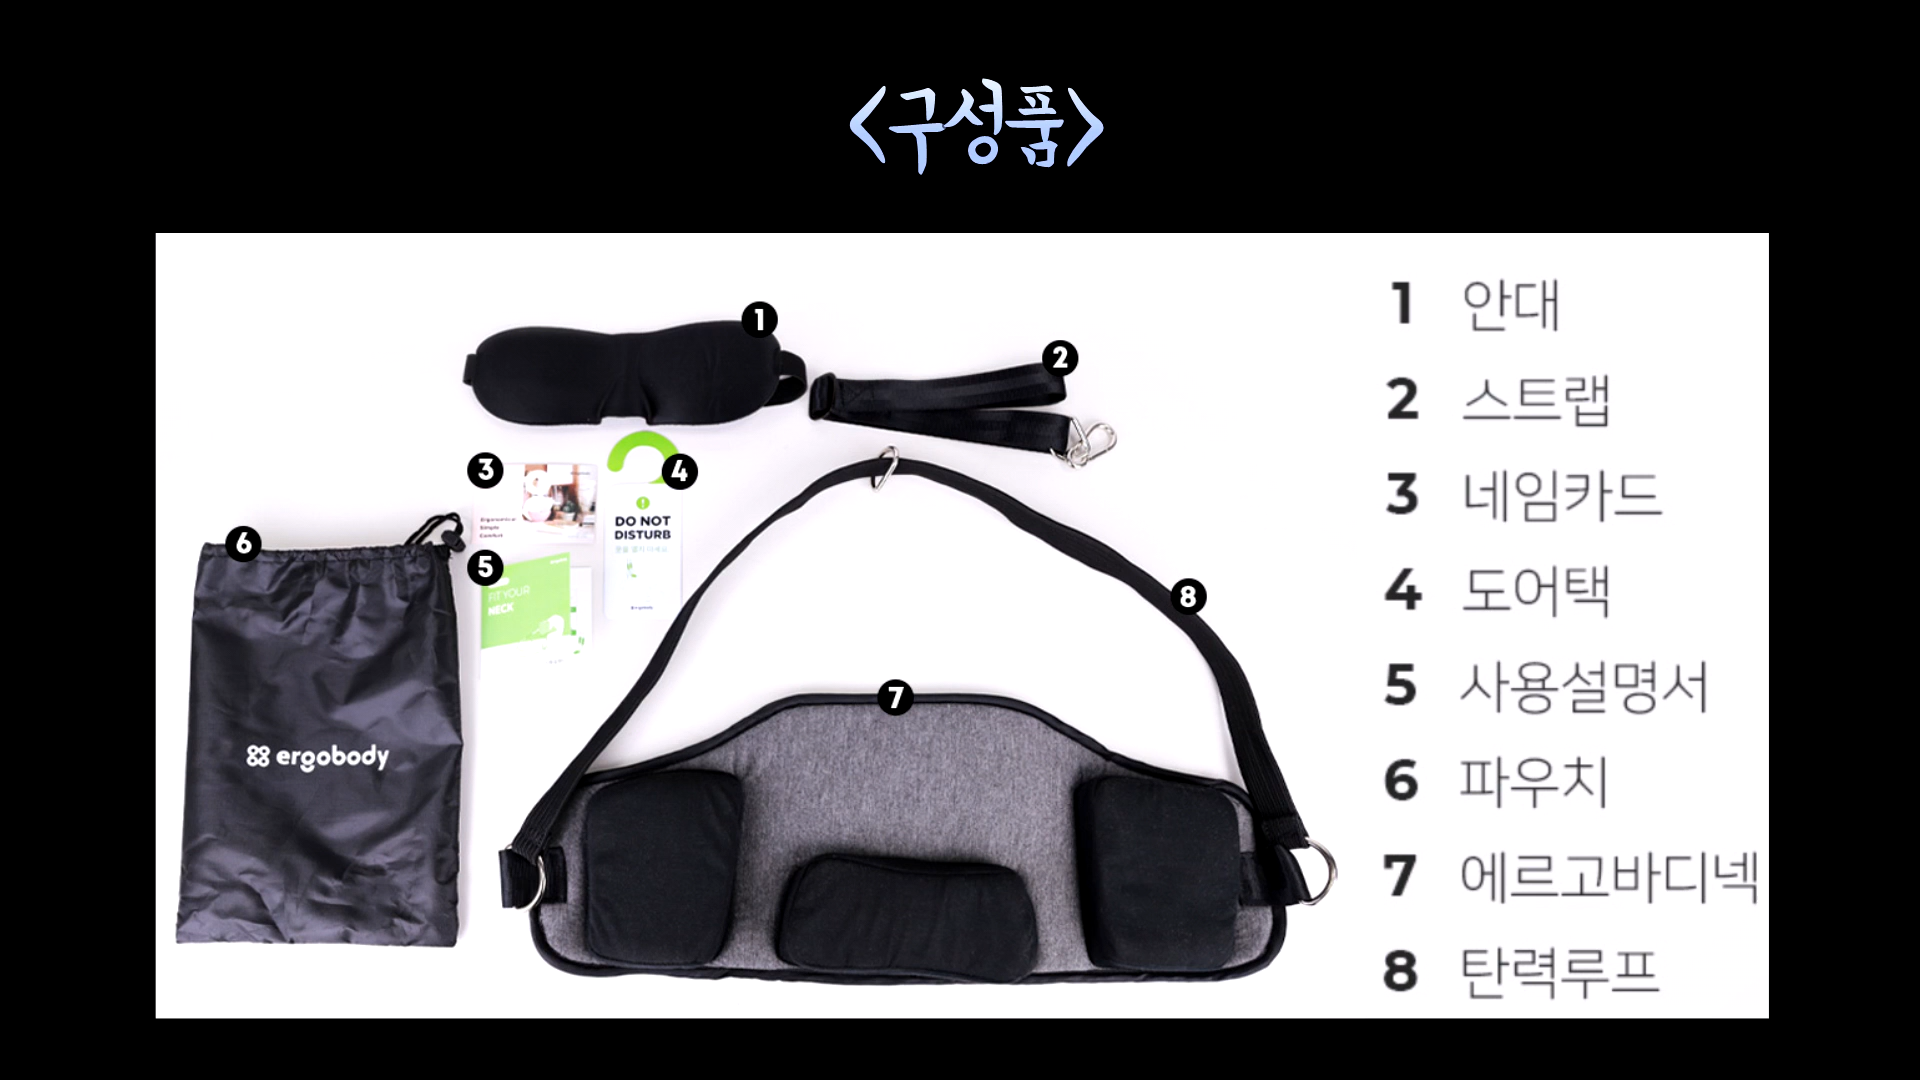 <구성품>
1 안대
2 스트랩
3 네임카드
4 도어택
5 사용설명서
6 파우치
7 에르고바디넥
8 탄력루프
1
2
3
4
Ergonomical
Simple
DO NOT
DISTURB
5
FIT YOUR
NECK
6
ergobody
7
8